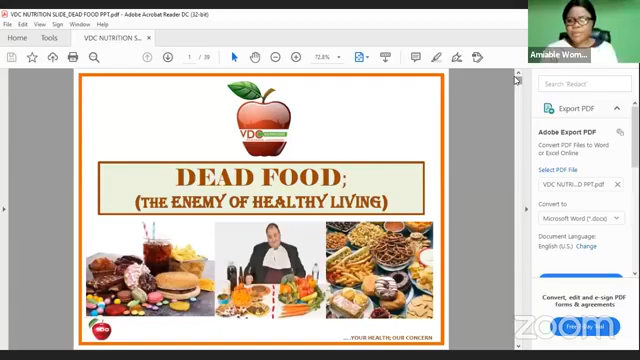 VDC NUTRITION SLIDE_DEAD FOOD PPT.pdf - Adobe Acrobat Reader DC (32-bit)
File Edit View Sign Window Help
Home Tools VDC NUTRITION S... ×
1 / 39 72.8%
Amiable Wom...
Search 'Redact'
Export PDF
Adobe Export PDF
Convert PDF Files to Word
or Excel Online
Select PDF File
VDC NUTRI...D PPT.pdf ×
Convert to
Microsoft Word (*.docx)
Document Language:
English (U.S.) Change
Convert, edit and e-sign PDF
forms & agreements
Free 7-Day Trial
zoom
VDC
DEAD FOOD;
(THE ENEMY OF HEALTHY LIVING)
....YOUR HEALTH; OUR CONCERN